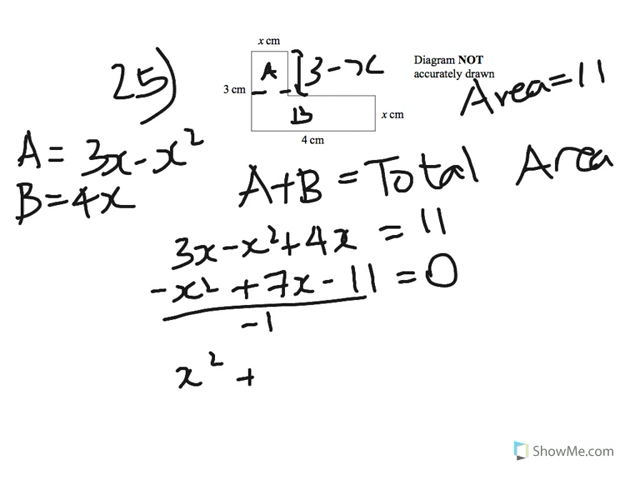 25)
x cm
A
3-x
3 cm
B
x cm
4 cm
Diagram NOT
accurately drawn
Area=11
A= 3x-x²
B=4x
A+B = Total Area
3x-x²+4x = 11
-x² + 7x - 11 = 0
-1
x² +
ShowMe.com